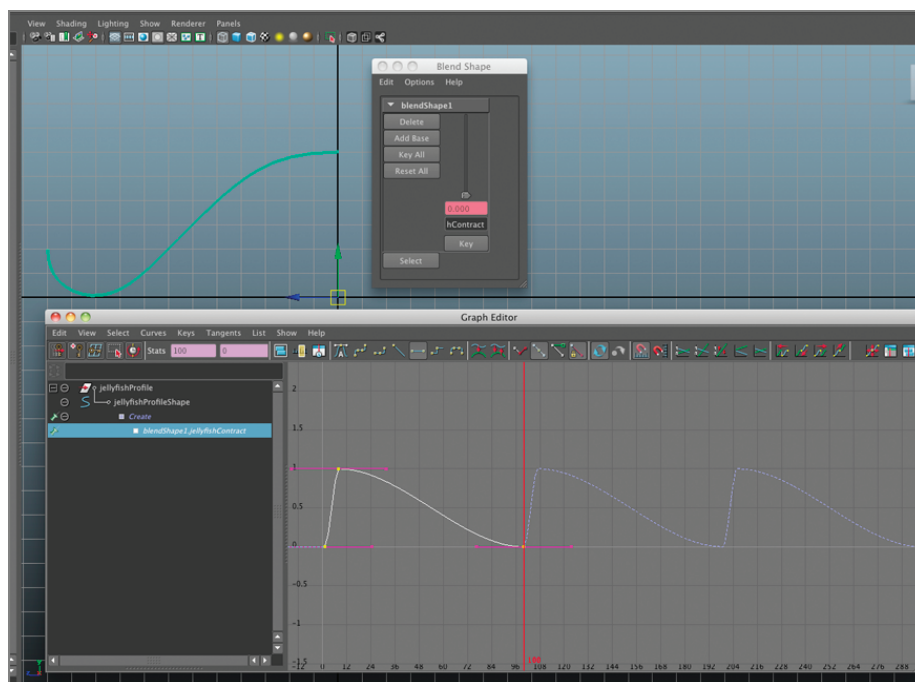 View Shading Lighting Show Renderer Panels
Blend Shape
Edit Options Help
blendShape1
Delete
Add Base
Key All
Reset All
0.000
hContract
Key
Select
Graph Editor
Edit View Select Curves Keys Tangents List Show Help
Stats 100 0
jellyfishProfile
jellyfishProfileShape
Create
blendShape1.jellyfishContract
2
1.5
1
0.5
0
-0.5
-1
-1.5
-12 0 12 24 36 48 60 72 84 96 100 108 120 132 144 156 168 180 192 204 216 228 240 252 264 276 288